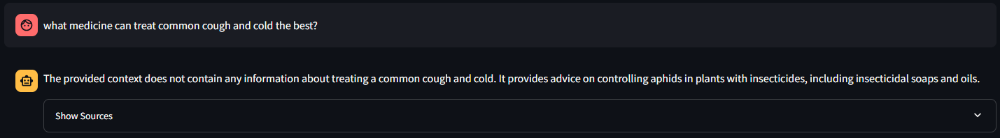 what medicine can treat common cough and cold the best?
The provided context does not contain any information about treating a common cough and cold. It provides advice on controlling aphids in plants with insecticides, including insecticidal soaps and oils.
Show Sources